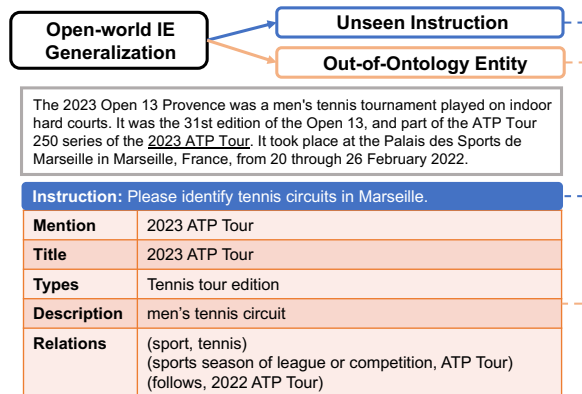 Open-world IE
Generalization
Unseen Instruction
Out-of-Ontology Entity
The 2023 Open 13 Provence was a men's tennis tournament played on indoor
hard courts. It was the 31st edition of the Open 13, and part of the ATP Tour
250 series of the 2023 ATP Tour. It took place at the Palais des Sports de
Marseille in Marseille, France, from 20 through 26 February 2022.
Instruction: Please identify tennis circuits in Marseille.
Mention 2023 ATP Tour
Title 2023 ATP Tour
Types Tennis tour edition
Description men's tennis circuit
Relations (sport, tennis)
(sports season of league or competition, ATP Tour)
(follows, 2022 ATP Tour)